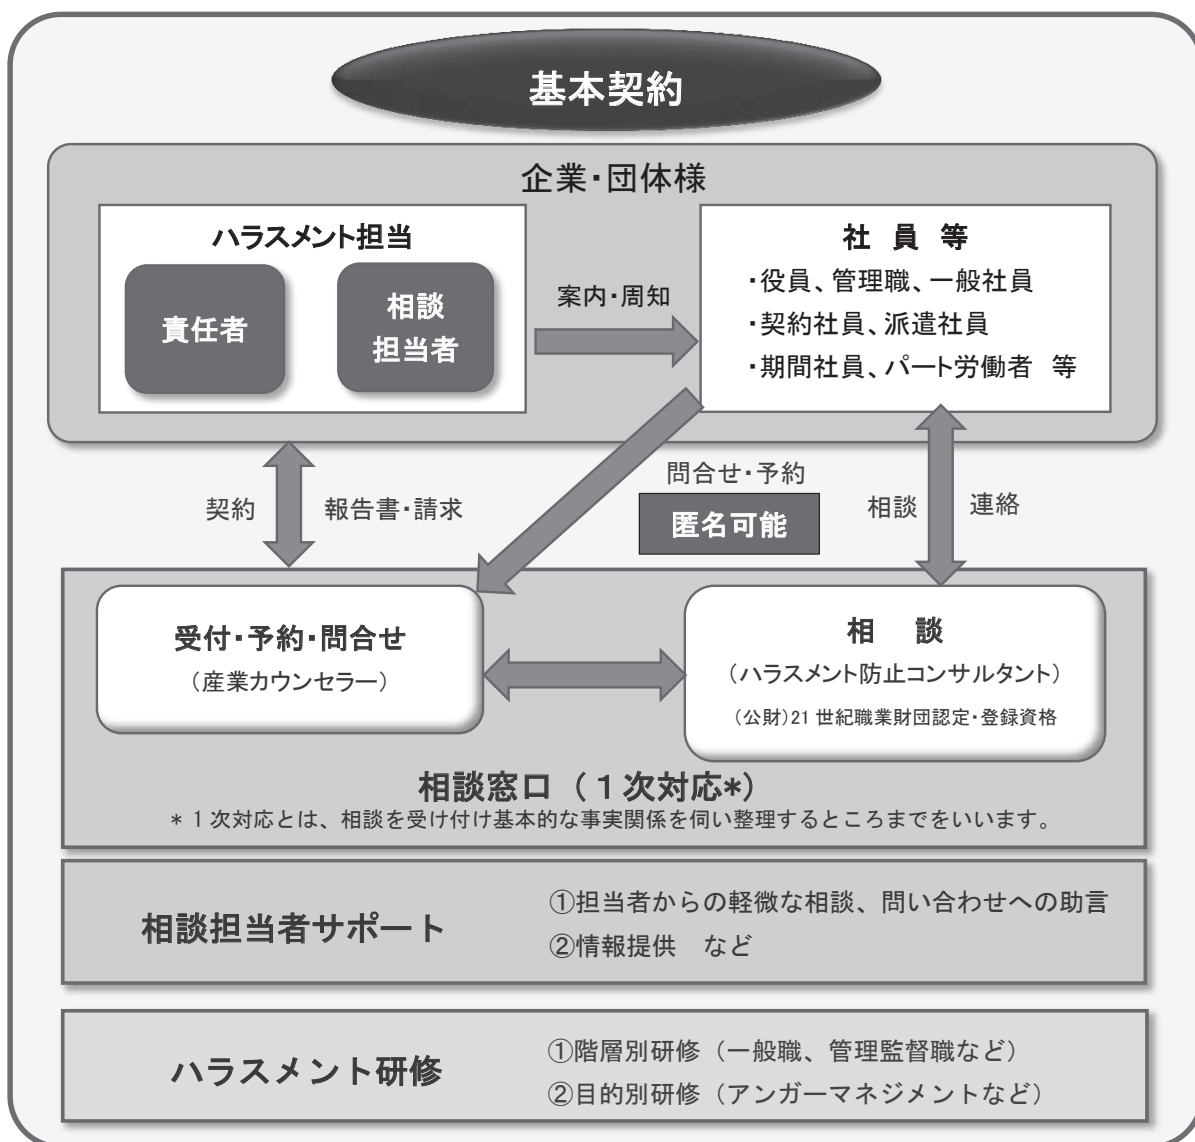 基本契約
企業・団体様
ハラスメント担当
責任者
相談
担当者
案内・周知
社 員 等
・役員、管理職、一般社員
・契約社員、派遣社員
・期間社員、パート労働者 等
契約
報告書・請求
問合せ・予約
匿名可能
相談
連絡
受付・予約・問合せ
（産業カウンセラー）
相 談
（ハラスメント防止コンサルタント）
（公財）21世紀職業財団認定・登録資格
相談窓口（１次対応*）
*１次対応とは、相談を受け付け基本的な事実関係を伺い整理するところまでをいいます。
相談担当者サポート
①担当者からの軽微な相談、問い合わせへの助言
②情報提供 など
ハラスメント研修
①階層別研修（一般職、管理監督職など）
②目的別研修（アンガーマネジメントなど）